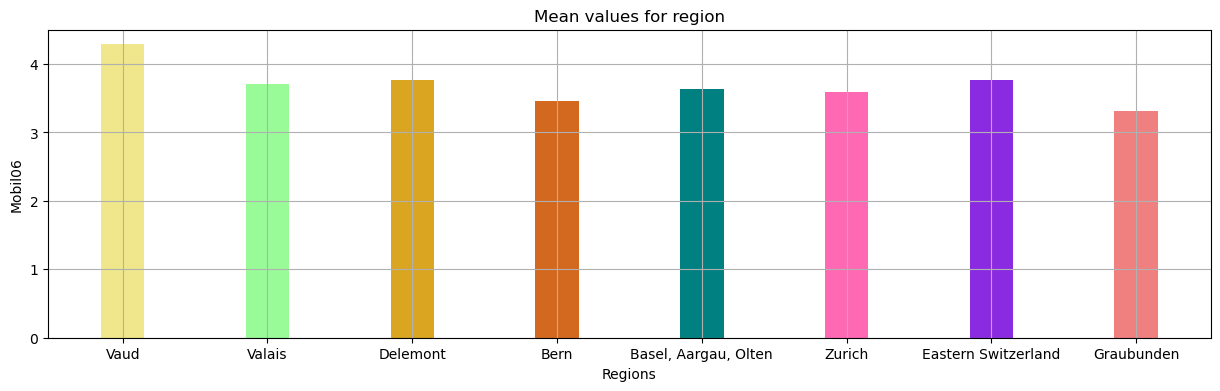 Mean values for region
Mobil06
4
3
2
1
0
Vaud Valais Delemont Bern Basel, Aargau, Olten Zurich Eastern Switzerland Graubunden
Regions